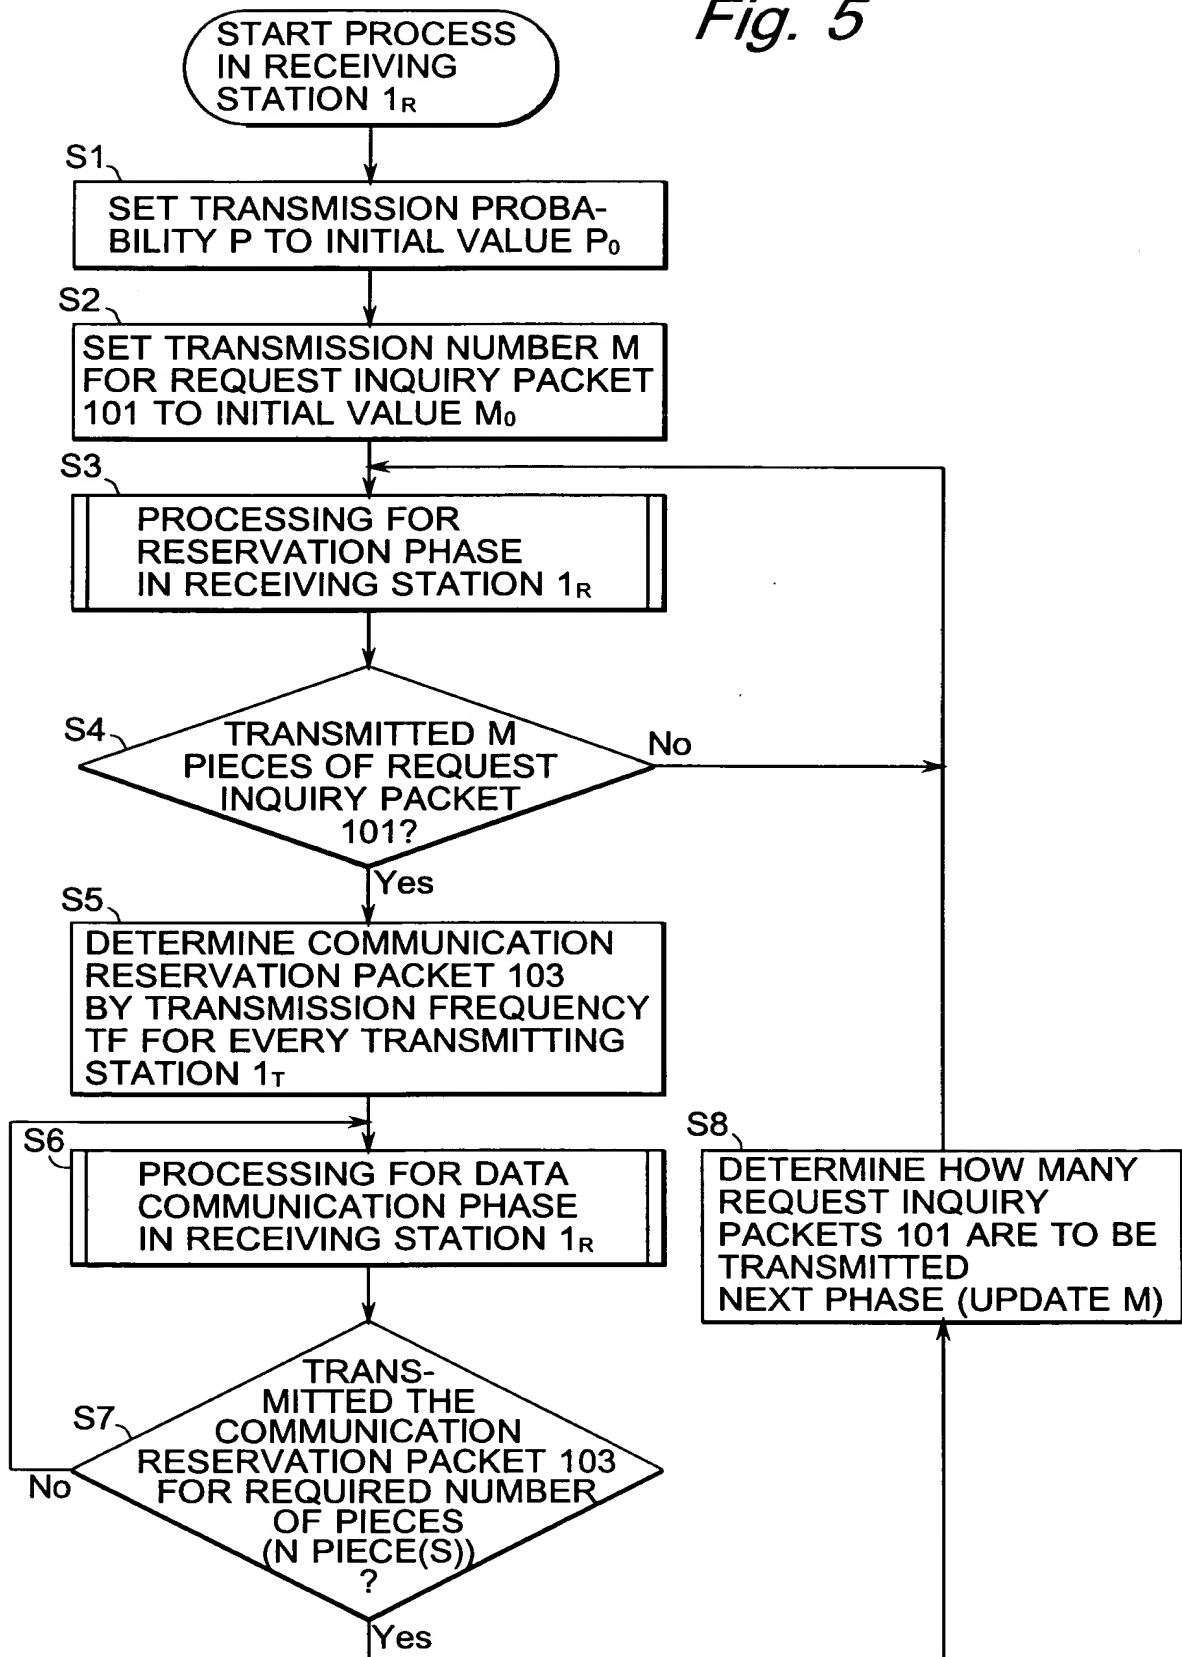 Fig. 5
START PROCESS
IN RECEIVING
STATION 1R
S1
SET TRANSMISSION PROBA-
BILITY P TO INITIAL VALUE P0
S2
SET TRANSMISSION NUMBER M
FOR REQUEST INQUIRY PACKET
101 TO INITIAL VALUE M0
S3
PROCESSING FOR
RESERVATION PHASE
IN RECEIVING STATION 1R
S4
TRANSMITTED M
PIECES OF REQUEST
INQUIRY PACKET
101?
No
Yes
S5
DETERMINE COMMUNICATION
RESERVATION PACKET 103
BY TRANSMISSION FREQUENCY
TF FOR EVERY TRANSMITTING
STATION 1T
S6
PROCESSING FOR DATA
COMMUNICATION PHASE
IN RECEIVING STATION 1R
S7
TRANS-
MITTED THE
COMMUNICATION
RESERVATION PACKET 103
FOR REQUIRED NUMBER
OF PIECES
(N PIECE(S))
?
No
Yes
S8
DETERMINE HOW MANY
REQUEST INQUIRY
PACKETS 101 ARE TO BE
TRANSMITTED
NEXT PHASE (UPDATE M)